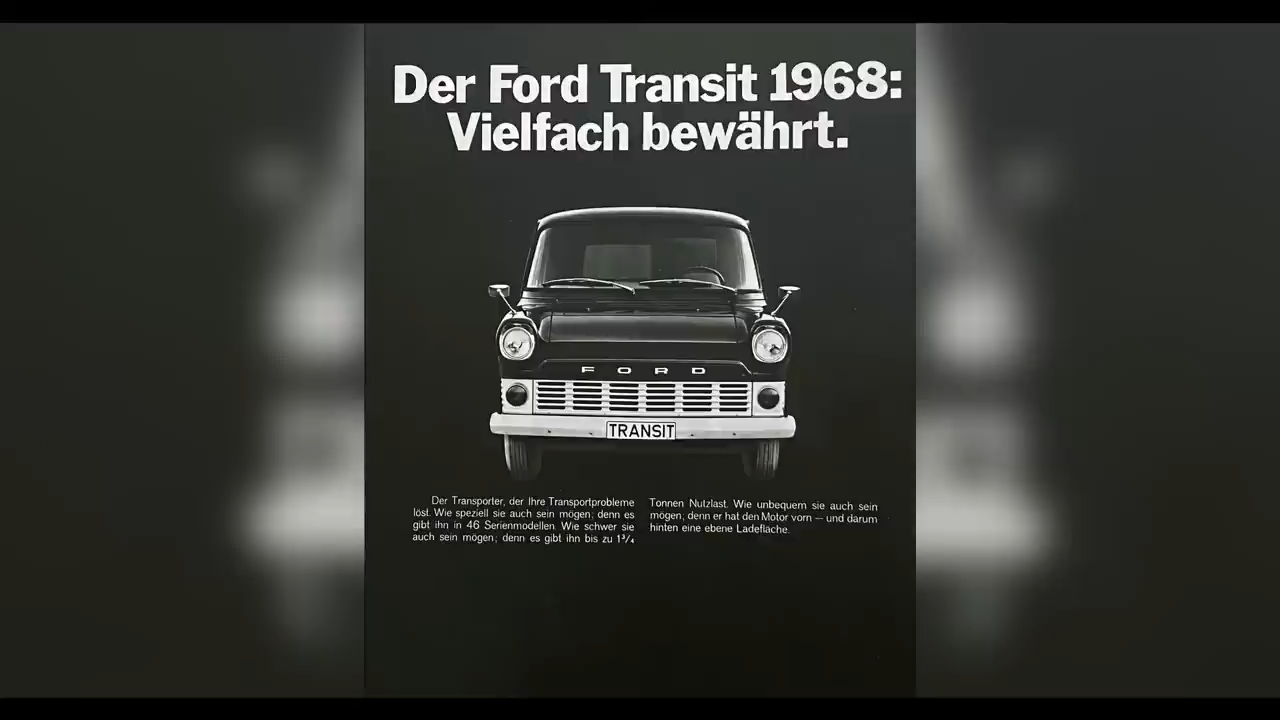 Der Ford Transit 1968:
Vielfach bewährt.
FORD
TRANSIT
Der Transporter, der Ihre Transportprobleme
löst. Wie speziell sie auch sein mögen; denn es
gibt ihn in 46 Serienmodellen. Wie schwer sie
auch sein mögen; denn es gibt ihn bis zu 1³/₄
Tonnen Nutzlast. Wie unbequem sie auch sein
mögen; denn er hat den Motor vorn — und darum
hinten eine ebene Ladefläche.